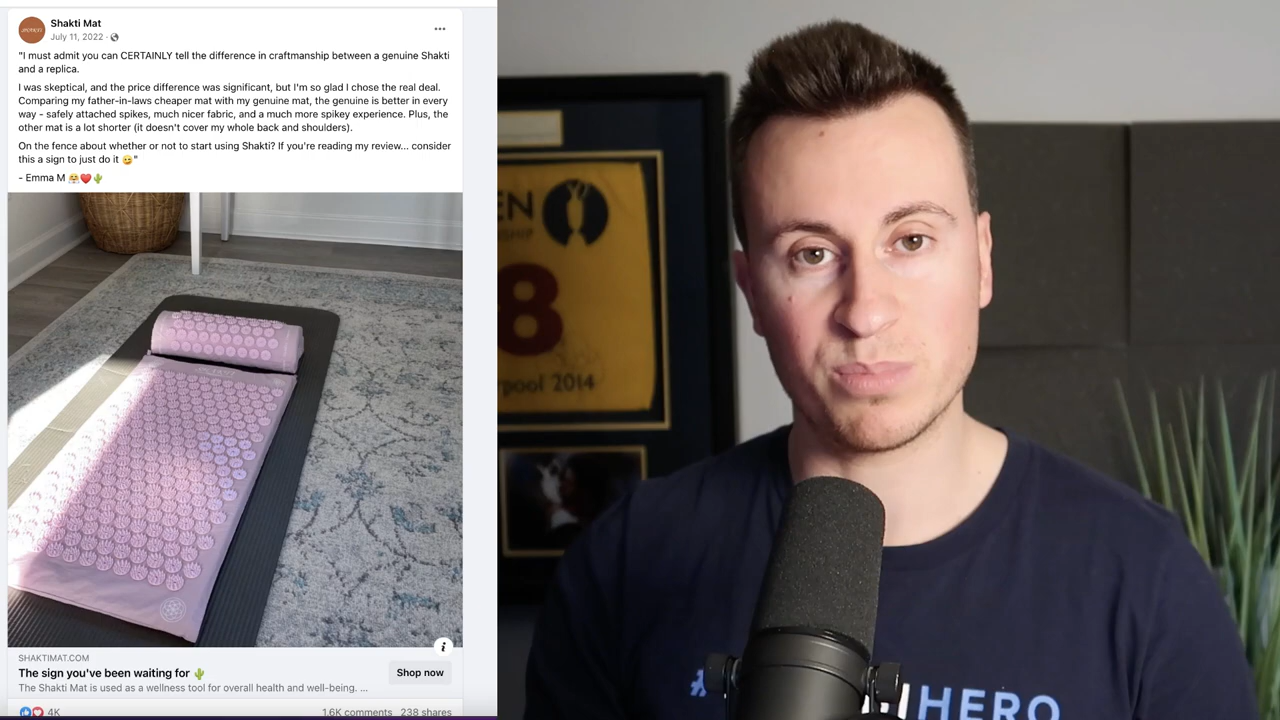 Shakti Mat
July 11, 2022 ·
"I must admit you can CERTAINLY tell the difference in craftmanship between a genuine Shakti
and a replica.
I was skeptical, and the price difference was significant, but I'm so glad I chose the real deal.
Comparing my father-in-laws cheaper mat with my genuine mat, the genuine is better in every
way - safely attached spikes, much nicer fabric, and a much more spikey experience. Plus, the
other mat is a lot shorter (it doesn't cover my whole back and shoulders).
On the fence about whether or not to start using Shakti? If you're reading my review... consider
this a sign to just do it 😜"
- Emma M 😤❤️🌵
SHAKTIMAT.COM
The sign you've been waiting for 🌵
The Shakti Mat is used as a wellness tool for overall health and well-being. ...
Shop now
4K
1.6K comments 238 shares
8
2014
HERO